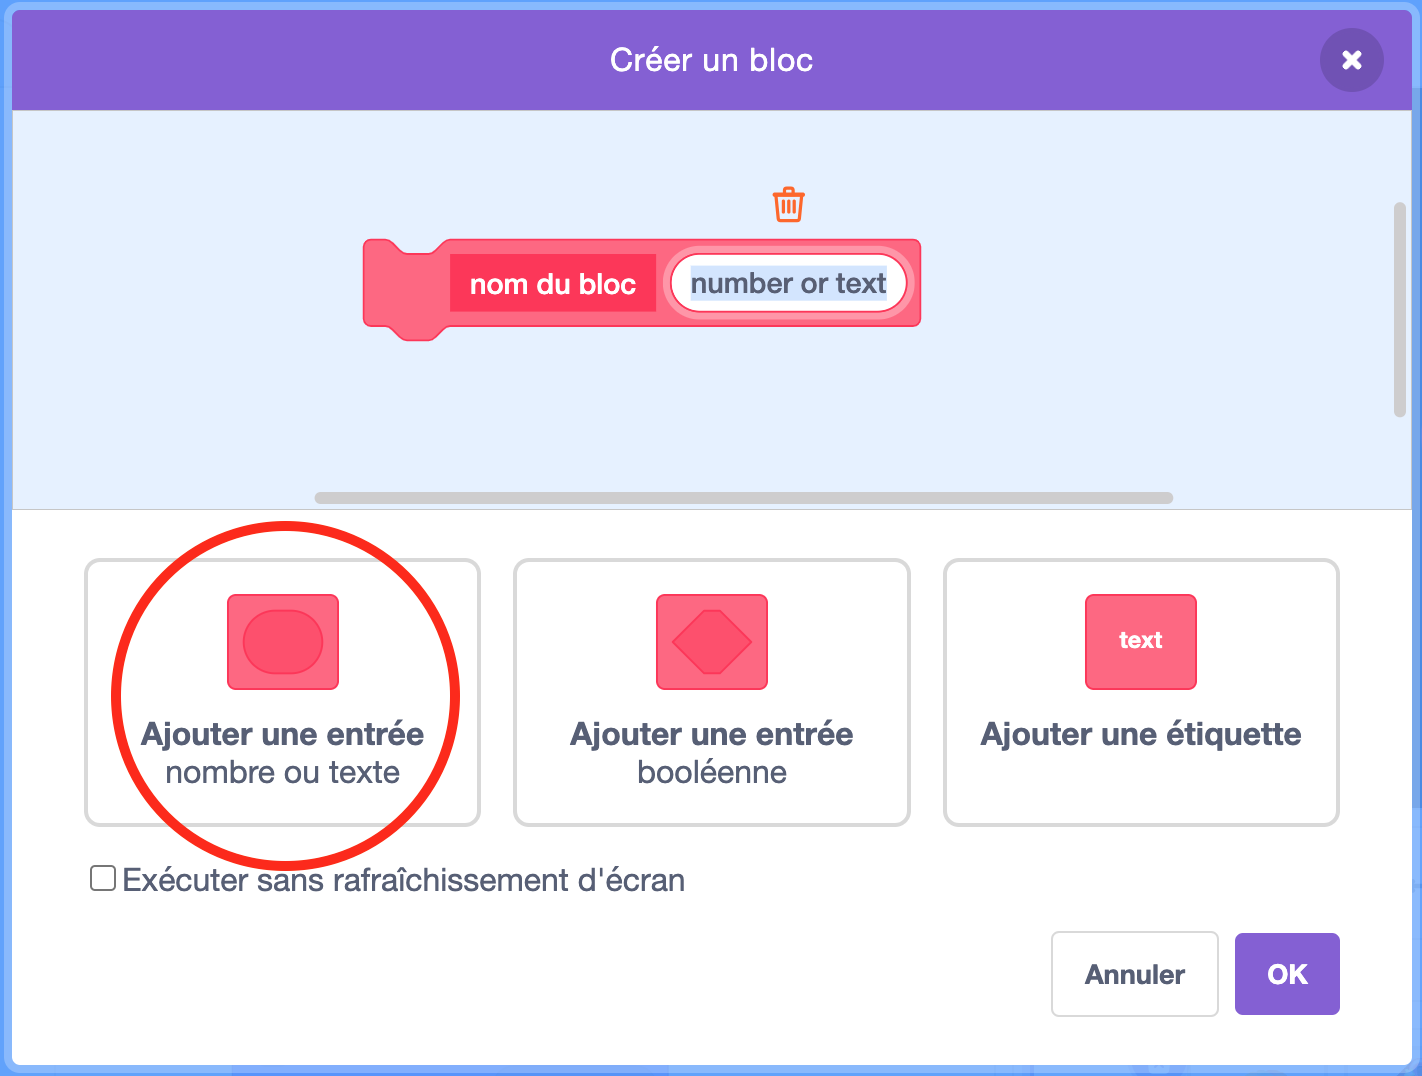 Créer un bloc
nom du bloc number or text
text
Ajouter une entrée
nombre ou texte
Ajouter une entrée
booléenne
Ajouter une étiquette
Exécuter sans rafraîchissement d'écran
Annuler
OK